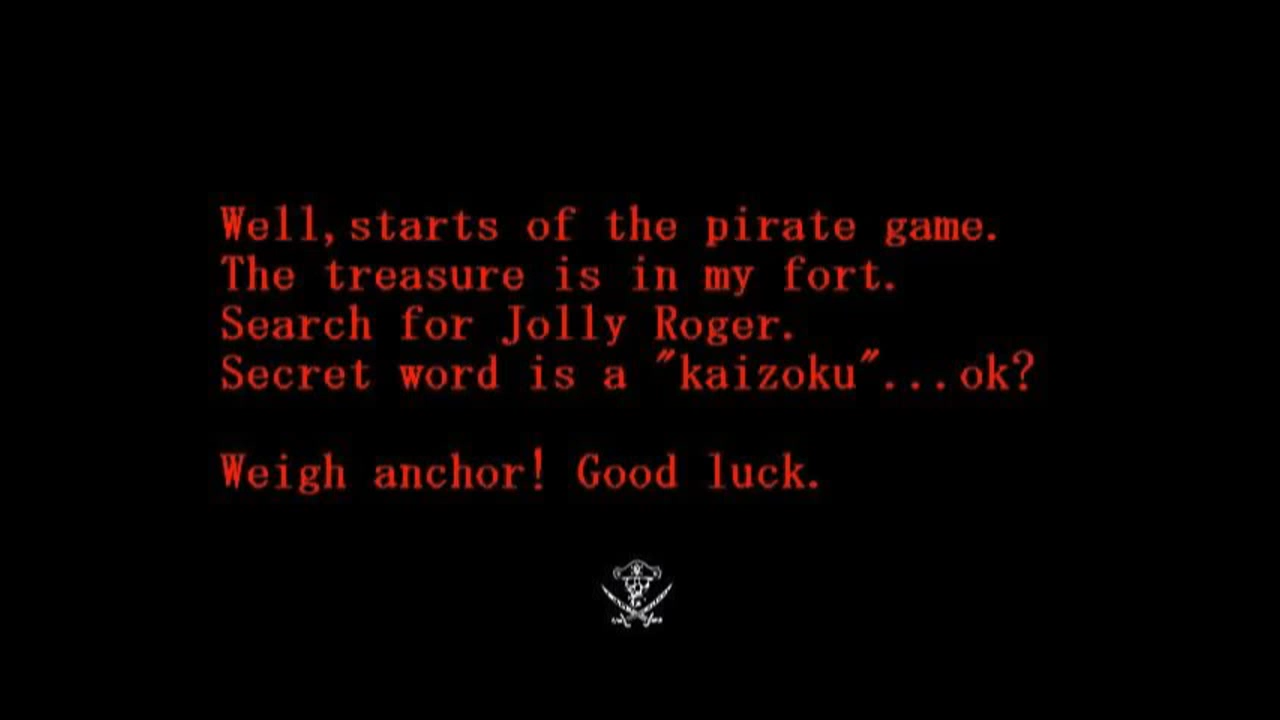 Well,starts of the pirate game.
The treasure is in my fort.
Search for Jolly Roger.
Secret word is a "kaizoku"...ok?
Weigh anchor! Good luck.